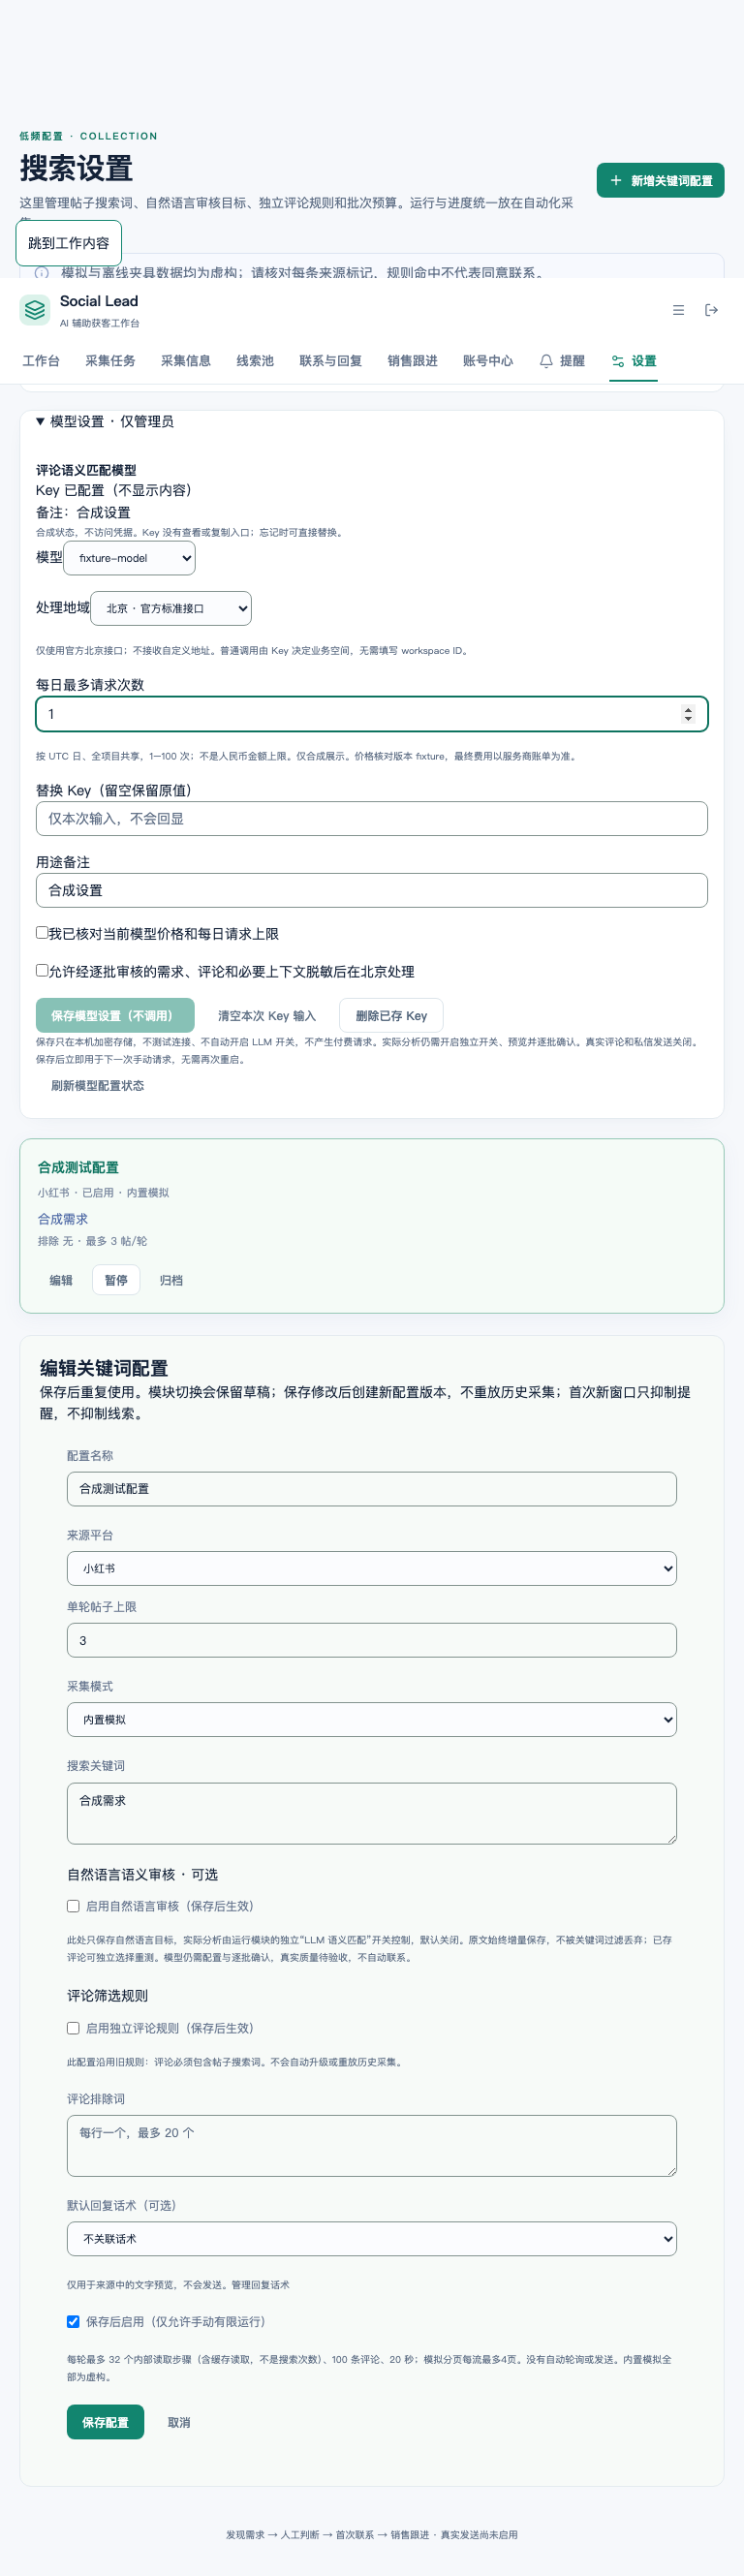 低频配置 · COLLECTION
搜索设置
新增关键词配置
这里管理帖子搜索词、自然语言审核目标、独立评论规则和批次预算。运行与进度统一放在自动化采
跳到工作内容
模拟与离线夹具数据均为虚构；请核对每条来源标记，规则命中不代表同意联系。
Social Lead
AI 辅助获客工作台
工作台 采集任务 采集信息 线索池 联系与回复 销售跟进 账号中心 提醒 设置
模型设置 · 仅管理员
评论语义匹配模型
Key 已配置（不显示内容）
备注：合成设置
合成状态，不访问凭据。Key 没有查看或复制入口；忘记时可直接替换。
模型 fixture-model
处理地域 北京 · 官方标准接口
仅使用官方北京接口；不接收自定义地址。普通调用由 Key 决定业务空间，无需填写 workspace ID。
每日最多请求次数
1
按 UTC 日、全项目共享，1—100 次；不是人民币金额上限。仅合成展示。价格核对版本 fixture，最终费用以服务商账单为准。
替换 Key（留空保留原值）
仅本次输入，不会回显
用途备注
合成设置
我已核对当前模型价格和每日请求上限
允许经逐批审核的需求、评论和必要上下文脱敏后在北京处理
保存模型设置（不调用） 清空本次 Key 输入 删除已存 Key
保存只在本机加密存储，不测试连接、不自动开启 LLM 开关，不产生付费请求。实际分析仍需开启独立开关、预览并逐批确认。真实评论和私信发送关闭。
保存后立即用于下一次手动请求，无需再次重启。
刷新模型配置状态
合成测试配置
小红书 · 已启用 · 内置模拟
合成需求
排除 无 · 最多 3 帖/轮
编辑 暂停 归档
编辑关键词配置
保存后重复使用。模块切换会保留草稿；保存修改后创建新配置版本，不重放历史采集；首次新窗口只抑制提
醒，不抑制线索。
配置名称
合成测试配置
来源平台
小红书
单轮帖子上限
3
采集模式
内置模拟
搜索关键词
合成需求
自然语言语义审核 · 可选
启用自然语言审核（保存后生效）
此处只保存自然语言目标，实际分析由运行模块的独立“LLM 语义匹配”开关控制，默认关闭。原文始终增量保存，不被关键词过滤丢弃；已存
评论可独立选择重测。模型仍需配置与逐批确认，真实质量待验收，不自动联系。
评论筛选规则
启用独立评论规则（保存后生效）
此配置沿用旧规则：评论必须包含帖子搜索词。不会自动升级或重放历史采集。
评论排除词
每行一个，最多 20 个
默认回复话术（可选）
不关联话术
仅用于来源中的文字预览，不会发送。管理回复话术
保存后启用（仅允许手动有限运行）
每轮最多 32 个内部读取步骤（含缓存读取，不是搜索次数）、100 条评论、20 秒；模拟分页每流最多4页。没有自动轮询或发送。内置模拟全
部为虚构。
保存配置 取消
发现需求 → 人工判断 → 首次联系 → 销售跟进 · 真实发送尚未启用